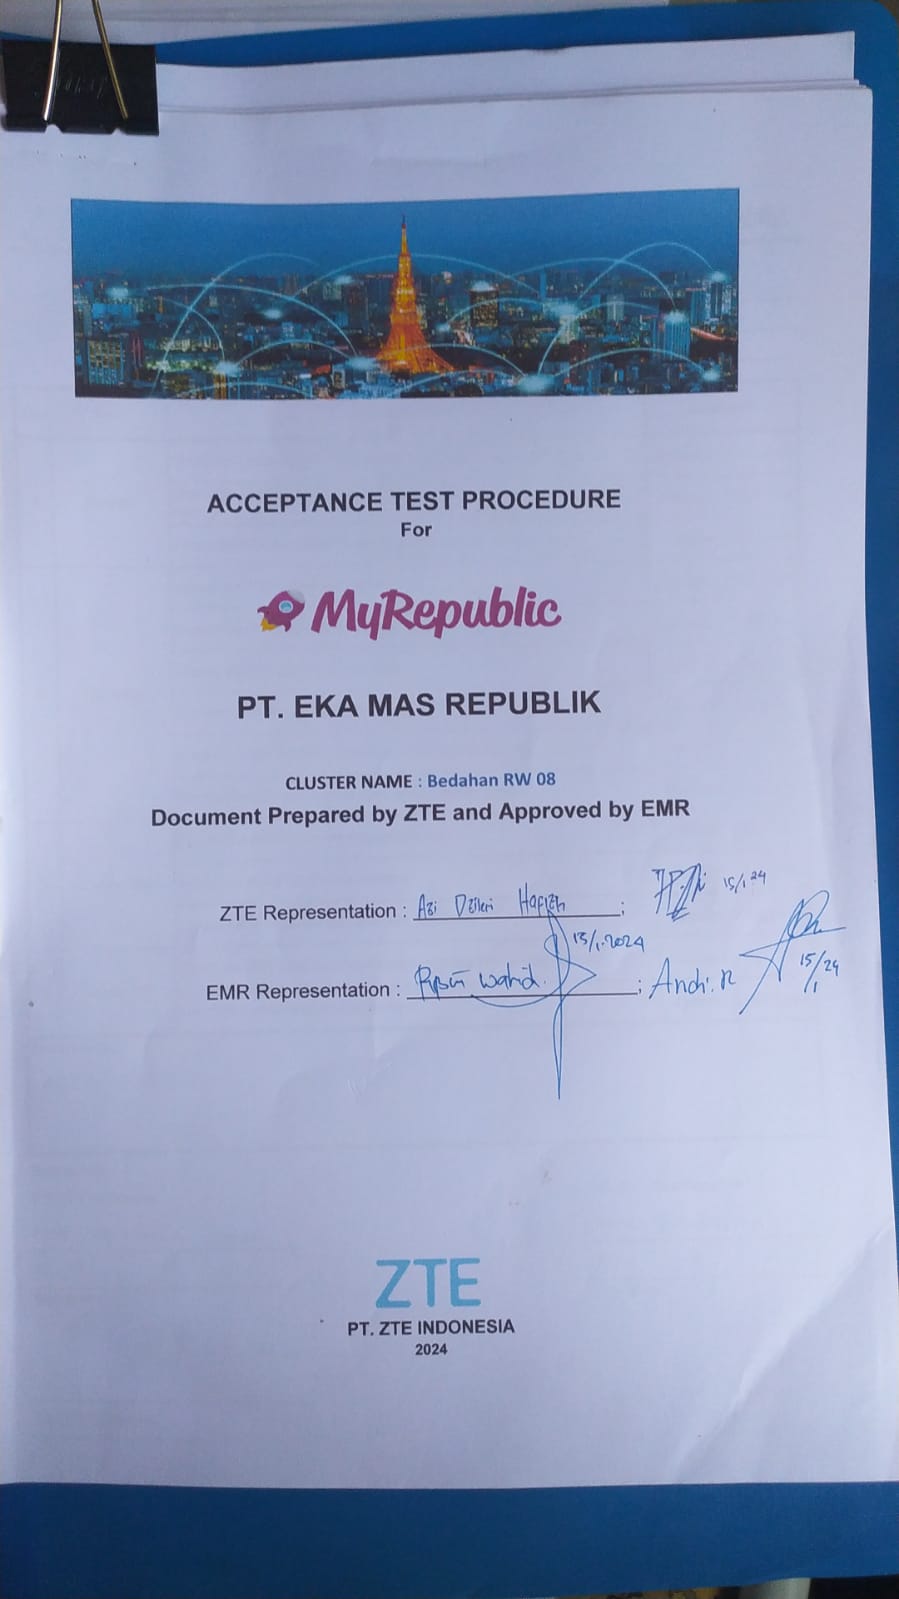 ACCEPTANCE TEST PROCEDURE
For
MyRepublic
PT. EKA MAS REPUBLIK
CLUSTER NAME : Bedahan RW 08
Document Prepared by ZTE and Approved by EMR
ZTE Representation : Azi Dzikri Hafizh ; 15/1 24
15/1.2024
EMR Representation : Wahid ; Andi. R 15/1/24
ZTE
PT. ZTE INDONESIA
2024